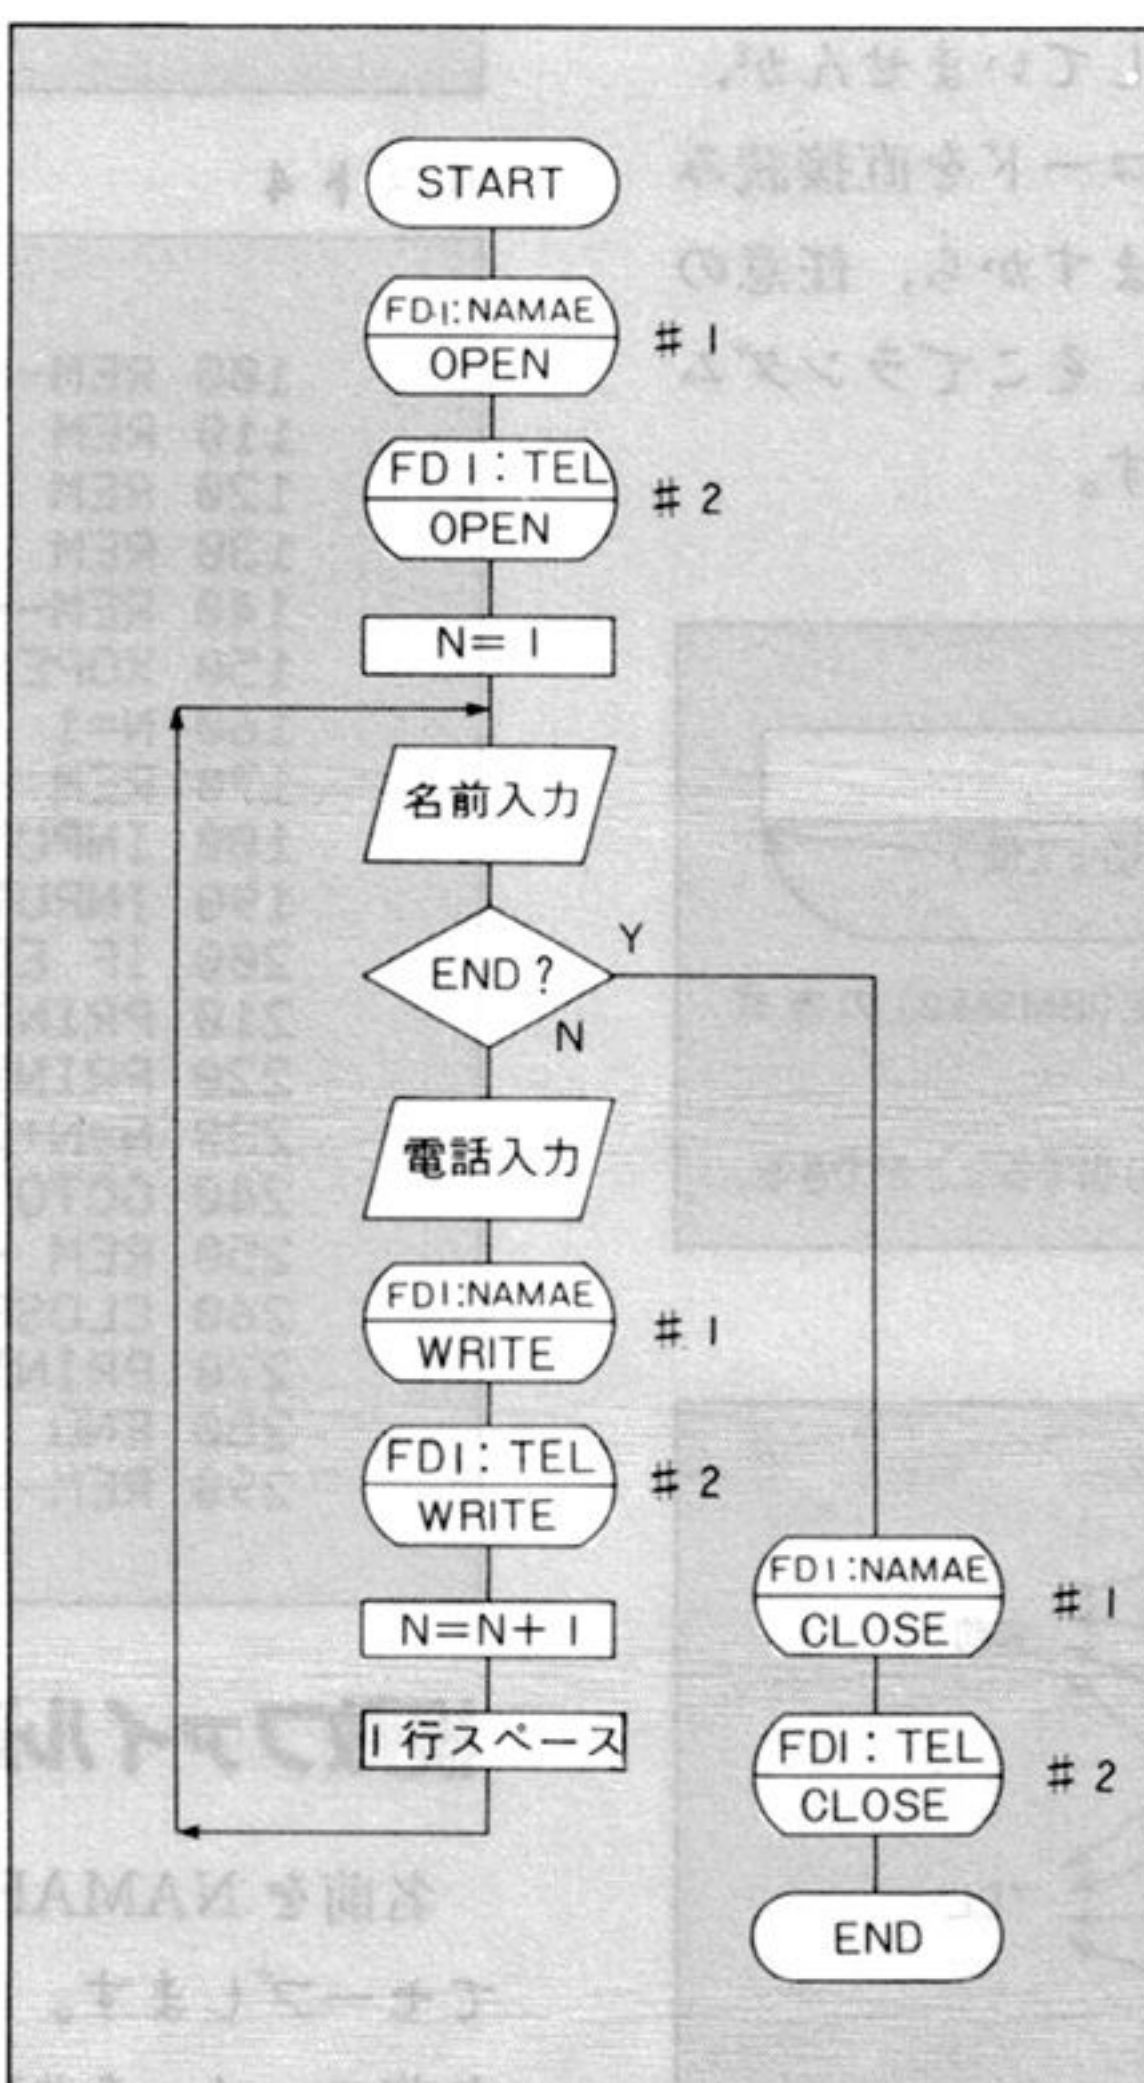 START
FD1:NAMAE
OPEN
# 1
FD1: TEL
OPEN
# 2
N= 1
名前入力
END?
Y
N
電話入力
FD1:NAMAE
WRITE
# 1
FD1: TEL
WRITE
# 2
N=N+ 1
1行スペース
FD1:NAMAE
CLOSE
# 1
FD1: TEL
CLOSE
# 2
END